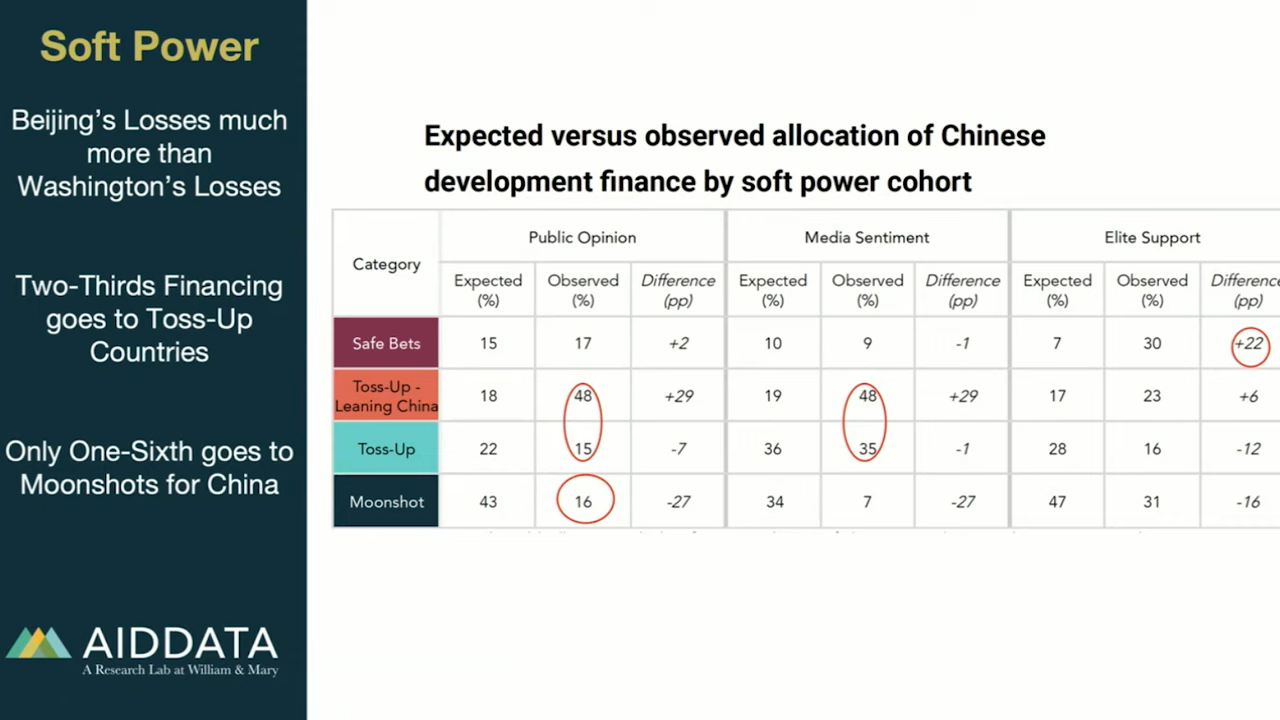 Soft Power
Beijing's Losses much
more than
Washington's Losses
Two-Thirds Financing
goes to Toss-Up
Countries
Only One-Sixth goes to
Moonshots for China
AIDDATA
A Research Lab at William & Mary
Expected versus observed allocation of Chinese
development finance by soft power cohort
Category Public Opinion Media Sentiment Elite Support
Expected (%) Observed (%) Difference (pp) Expected (%) Observed (%) Difference (pp) Expected (%) Observed (%) Difference (pp)
Safe Bets 15 17 +2 10 9 -1 7 30 +22
Toss-Up - Leaning China 18 48 +29 19 48 +29 17 23 +6
Toss-Up 22 15 -7 36 35 -1 28 16 -12
Moonshot 43 16 -27 34 7 -27 47 31 -16